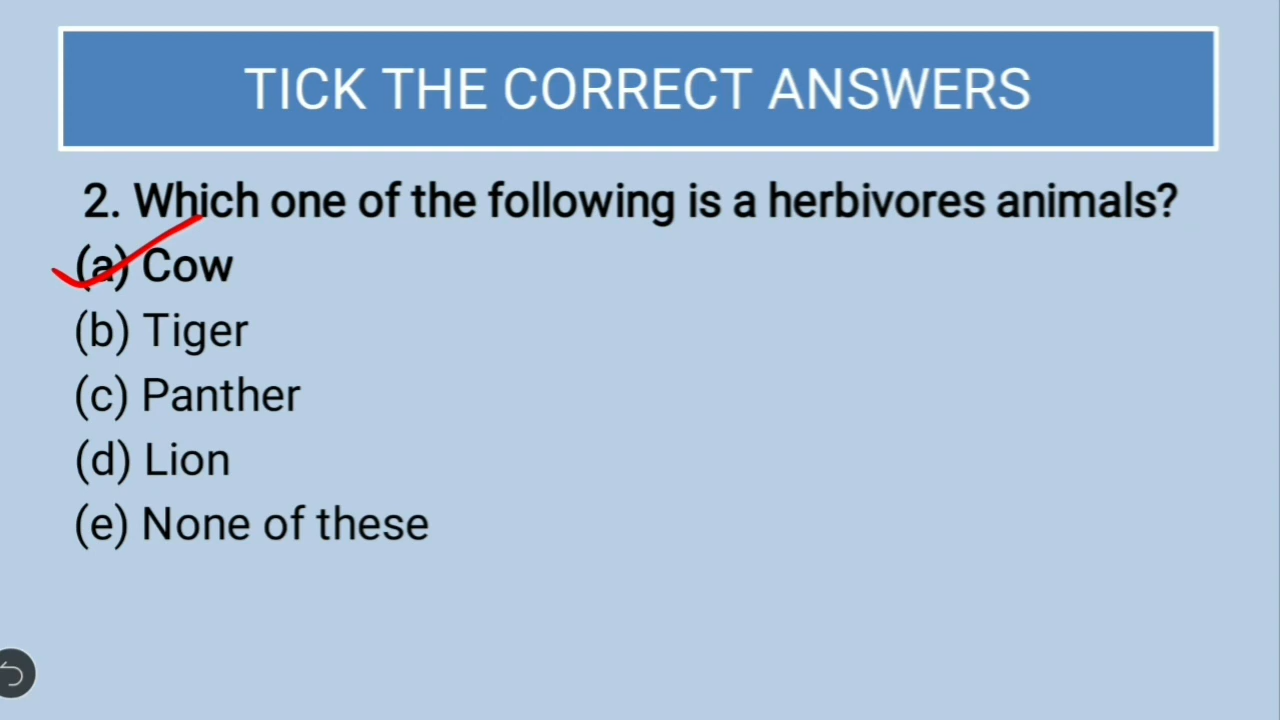 TICK THE CORRECT ANSWERS
2. Which one of the following is a herbivores animals?
(a) Cow
(b) Tiger
(c) Panther
(d) Lion
(e) None of these